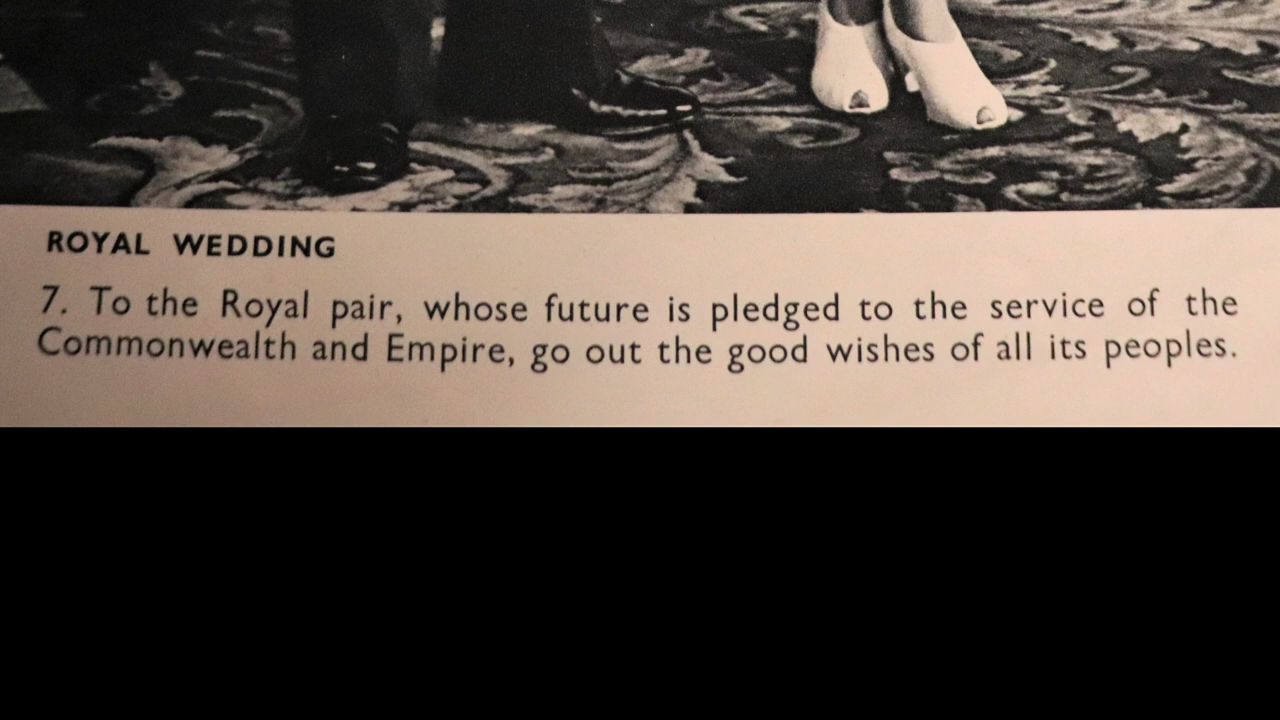 ROYAL WEDDING
7. To the Royal pair, whose future is pledged to the service of the
Commonwealth and Empire, go out the good wishes of all its peoples.